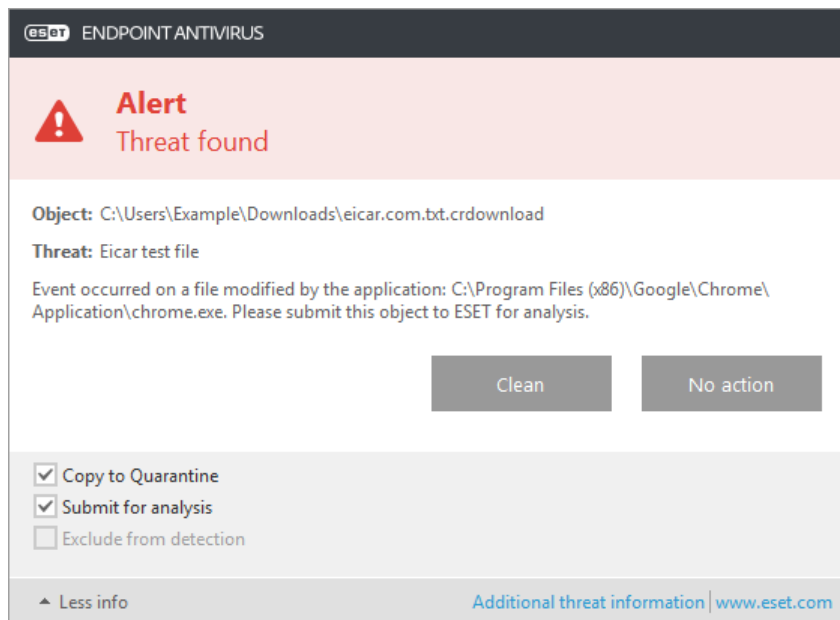 eset ENDPOINT ANTIVIRUS
Alert
Threat found
Object: C:\Users\Example\Downloads\eicar.com.txt.crdownload
Threat: Eicar test file
Event occurred on a file modified by the application: C:\Program Files (x86)\Google\Chrome\
Application\chrome.exe. Please submit this object to ESET for analysis.
Clean No action
Copy to Quarantine
Submit for analysis
Exclude from detection
Less info Additional threat information | www.eset.com